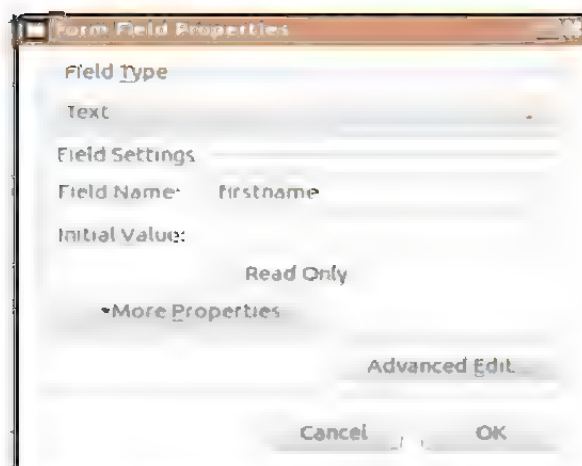 Form Field Properties
Field Type
Text
Field Settings
Field Name: firstname
Initial Value:
Read Only
More Properties
Advanced Edit...
Cancel OK